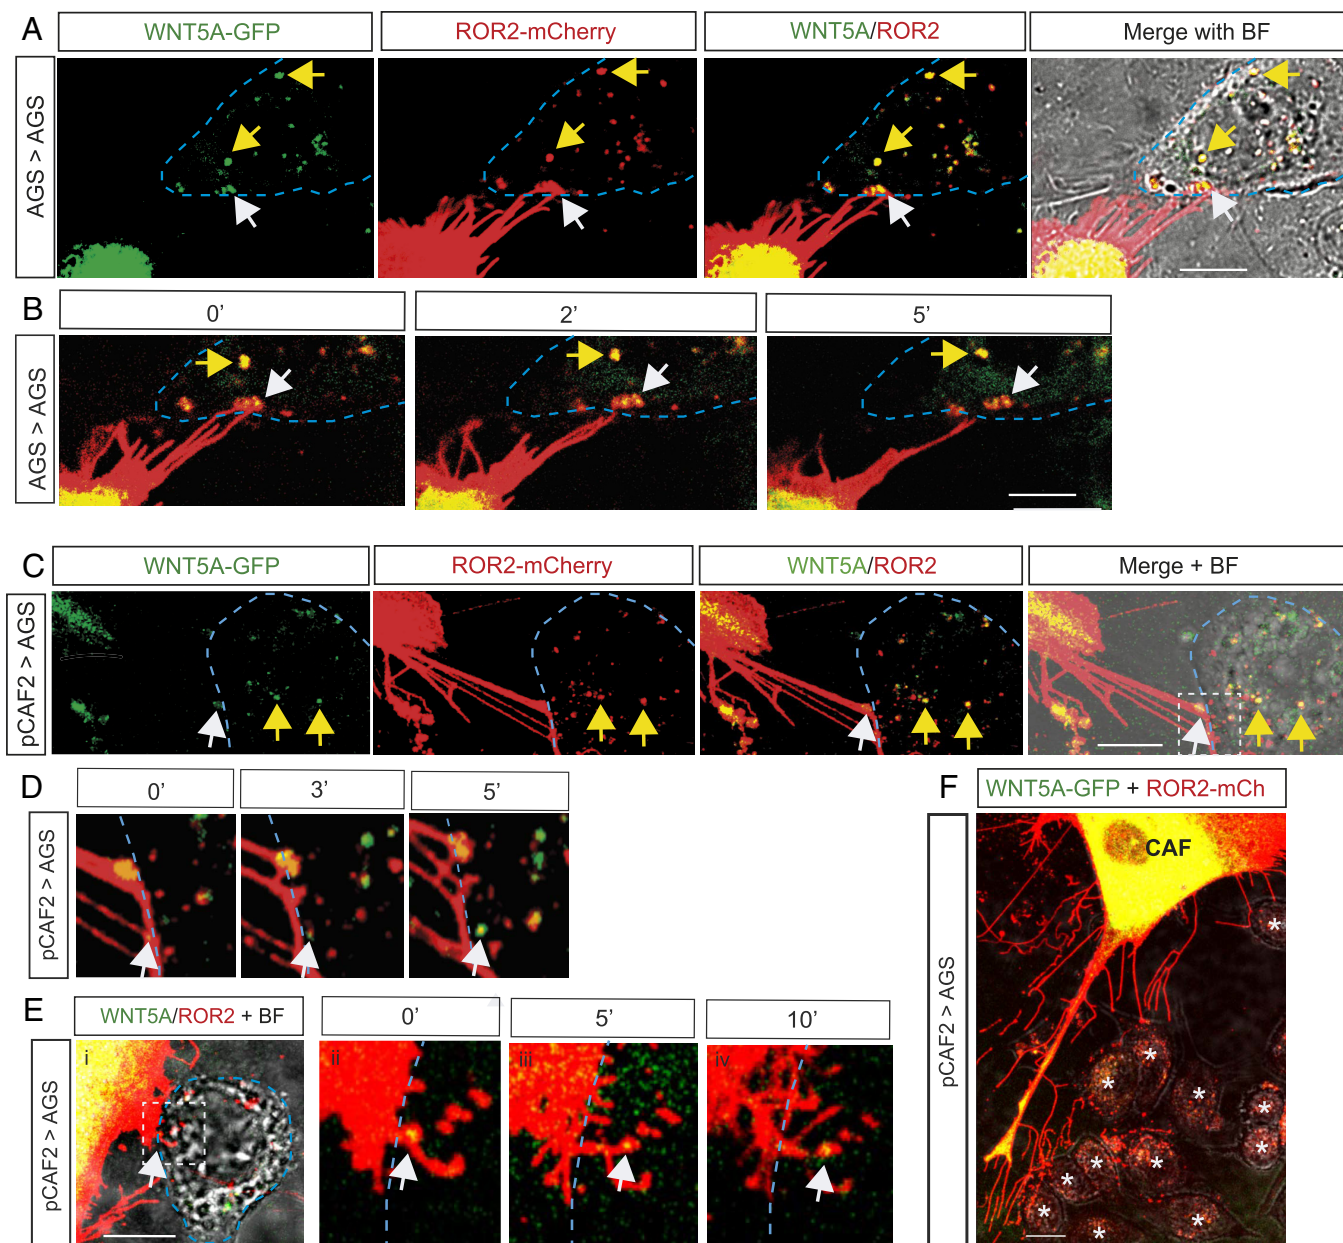 A
WNT5A-GFP
ROR2-mCherry
WNT5A/ROR2
Merge with BF
AGS > AGS
B
0’
2’
5’
AGS > AGS
C
WNT5A-GFP
ROR2-mCherry
WNT5A/ROR2
Merge + BF
pCAF2 > AGS
D
0’
3’
5’
pCAF2 > AGS
E
WNT5A/ROR2 + BF
0’
5’
10’
i
ii
iii
iv
pCAF2 > AGS
F
WNT5A-GFP + ROR2-mCh
CAF
pCAF2 > AGS
* * * * * * * * * * * *